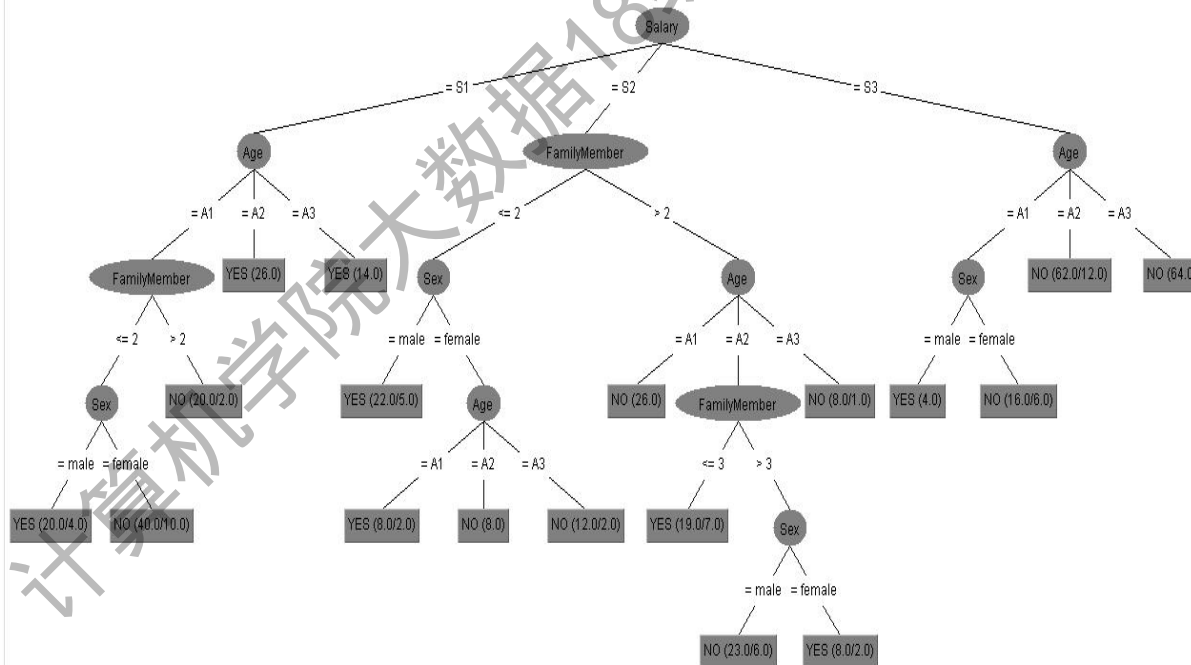 Salary
= S1
= S2
= S3
Age
FamilyMember
Age
= A1
= A2
= A3
<= 2
> 2
= A1
= A2
= A3
FamilyMember
YES (26.0)
YES (14.0)
Sex
Age
Sex
NO (62.0/12.0)
NO (64.0
<= 2
> 2
= male
= female
= A1
= A2
= A3
= male
= female
Sex
NO (20.0/2.0)
YES (22.0/5.0)
Age
NO (26.0)
FamilyMember
NO (8.0/1.0)
YES (4.0)
NO (16.0/6.0)
= male
= female
= A1
= A2
= A3
<= 3
> 3
YES (20.0/4.0)
NO (40.0/10.0)
YES (8.0/2.0)
NO (8.0)
NO (12.0/2.0)
YES (19.0/7.0)
Sex
= male
= female
NO (23.0/6.0)
YES (8.0/2.0)
计算机学院大数据18